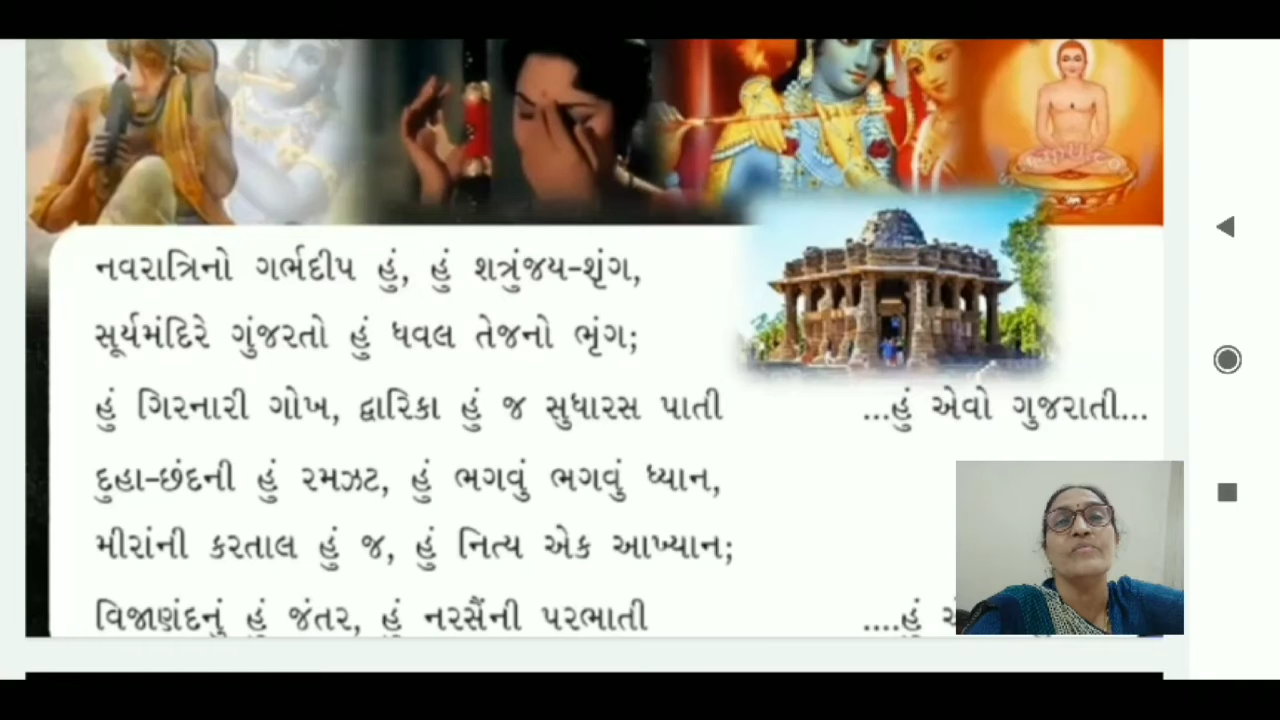 નવરાત્રિનો ગર્ભદીપ હું, હું શત્રુંજય-શૃંગ,
સૂર્યમંદિરે ગુંજરતો હું ધવલ તેજનો ભૃંગ;
હું ગિરનારી ગોખ, દ્વારિકા હું જ સુધારસ પાતી ...હું એવો ગુજરાતી...
દુહા-છંદની હું રમઝટ, હું ભગવું ભગવું ધ્યાન,
મીરાંની કરતાલ હું જ, હું નિત્ય એક આખ્યાન;
વિજાણંદનું હું જંતર, હું નરસૈંની પરભાતી ....હું